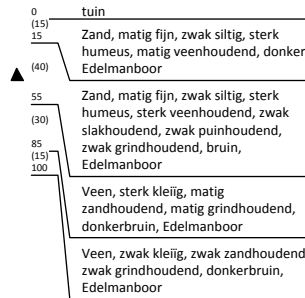 0
tuin
(15)
15
Zand, matig fijn, zwak siltig, sterk
humeus, matig veenhoudend, donker
Edelmanboor
(40)
55
Zand, matig fijn, zwak siltig, sterk
humeus, sterk veenhoudend, zwak
slakhoudend, zwak puinhoudend,
zwak grindhoudend, bruin,
Edelmanboor
(30)
85
(15)
100
Veen, sterk kleiïg, matig
zandhoudend, matig grindhoudend,
donkerbruin, Edelmanboor
Veen, zwak kleiïg, zwak zandhoudend
zwak grindhoudend, donkerbruin,
Edelmanboor